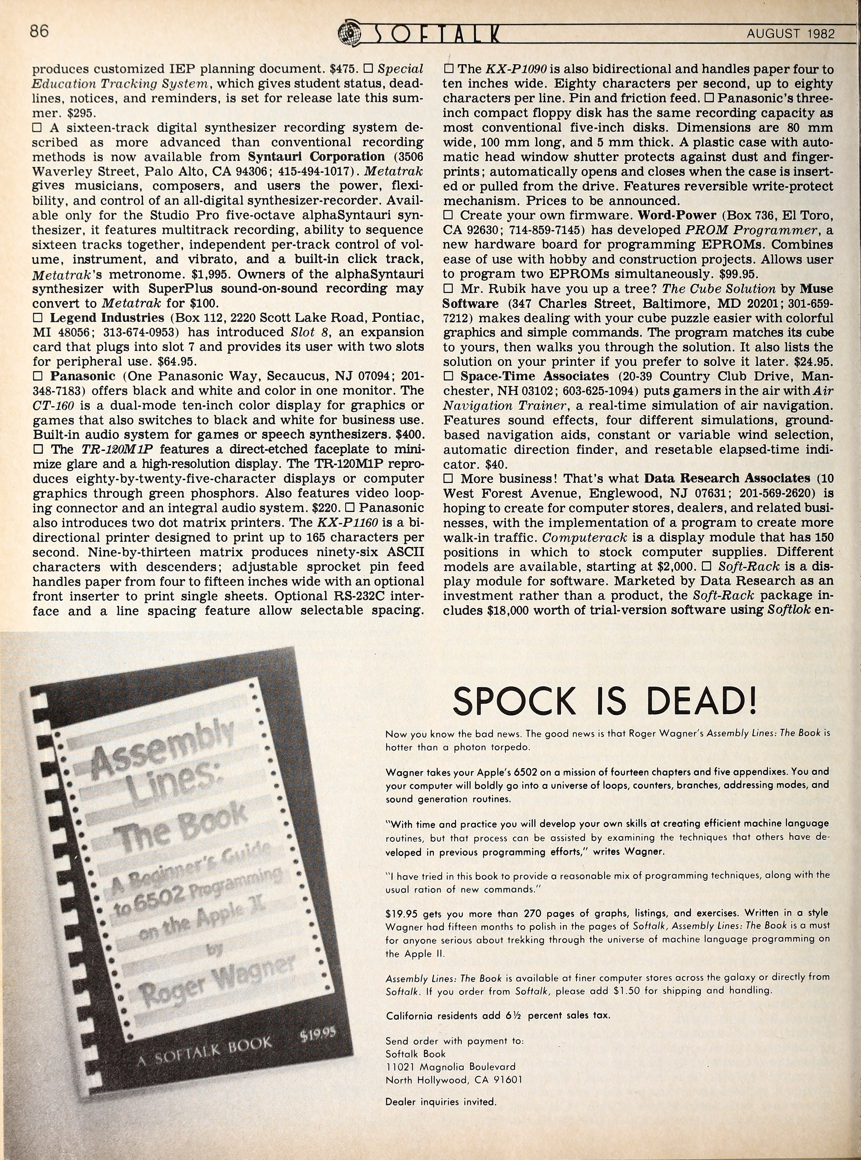 86
SOFTALK
AUGUST 1982
produces customized IEP planning document. $475. □ Special
Education Tracking System, which gives student status, dead-
lines, notices, and reminders, is set for release late this sum-
mer. $295.
□ A sixteen-track digital synthesizer recording system de-
scribed as more advanced than conventional recording
methods is now available from Syntauri Corporation (3506
Waverley Street, Palo Alto, CA 94306; 415-494-1017). Metatrak
gives musicians, composers, and users the power, flexi-
bility, and control of an all-digital synthesizer-recorder. Avail-
able only for the Studio Pro five-octave alphaSyntauri syn-
thesizer, it features multitrack recording, ability to sequence
sixteen tracks together, independent per-track control of vol-
ume, instrument, and vibrato, and a built-in click track,
Metatrak's metronome. $1,995. Owners of the alphaSyntauri
synthesizer with SuperPlus sound-on-sound recording may
convert to Metatrak for $100.
□ Legend Industries (Box 112, 2220 Scott Lake Road, Pontiac,
MI 48056; 313-674-0953) has introduced Slot 8, an expansion
card that plugs into slot 7 and provides its user with two slots
for peripheral use. $64.95.
□ Panasonic (One Panasonic Way, Secaucus, NJ 07094; 201-
348-7183) offers black and white and color in one monitor. The
CT-160 is a dual-mode ten-inch color display for graphics or
games that also switches to black and white for business use.
Built-in audio system for games or speech synthesizers. $400.
□ The TR-120M1P features a direct-etched faceplate to mini-
mize glare and a high-resolution display. The TR-120M1P repro-
duces eighty-by-twenty-five-character displays or computer
graphics through green phosphors. Also features video loop-
ing connector and an integral audio system. $220. □ Panasonic
also introduces two dot matrix printers. The KX-P1160 is a bi-
directional printer designed to print up to 165 characters per
second. Nine-by-thirteen matrix produces ninety-six ASCII
characters with descenders; adjustable sprocket pin feed
handles paper from four to fifteen inches wide with an optional
front inserter to print single sheets. Optional RS-232C inter-
face and a line spacing feature allow selectable spacing.
□ The KX-P1090 is also bidirectional and handles paper four to
ten inches wide. Eighty characters per second, up to eighty
characters per line. Pin and friction feed. □ Panasonic's three-
inch compact floppy disk has the same recording capacity as
most conventional five-inch disks. Dimensions are 80 mm
wide, 100 mm long, and 5 mm thick. A plastic case with auto-
matic head window shutter protects against dust and finger-
prints; automatically opens and closes when the case is insert-
ed or pulled from the drive. Features reversible write-protect
mechanism. Prices to be announced.
□ Create your own firmware. Word-Power (Box 736, El Toro,
CA 92630; 714-859-7145) has developed PROM Programmer, a
new hardware board for programming EPROMs. Combines
ease of use with hobby and construction projects. Allows user
to program two EPROMs simultaneously. $99.95.
□ Mr. Rubik have you up a tree? The Cube Solution by Muse
Software (347 Charles Street, Baltimore, MD 20201; 301-659-
7212) makes dealing with your cube puzzle easier with colorful
graphics and simple commands. The program matches its cube
to yours, then walks you through the solution. It also lists the
solution on your printer if you prefer to solve it later. $24.95.
□ Space-Time Associates (20-39 Country Club Drive, Man-
chester, NH 03102; 603-625-1094) puts gamers in the air with Air
Navigation Trainer, a real-time simulation of air navigation.
Features sound effects, four different simulations, ground-
based navigation aids, constant or variable wind selection,
automatic direction finder, and resetable elapsed-time indi-
cator. $40.
□ More business! That's what Data Research Associates (10
West Forest Avenue, Englewood, NJ 07631; 201-569-2620) is
hoping to create for computer stores, dealers, and related busi-
nesses, with the implementation of a program to create more
walk-in traffic. Computerack is a display module that has 150
positions in which to stock computer supplies. Different
models are available, starting at $2,000. □ Soft-Rack is a dis-
play module for software. Marketed by Data Research as an
investment rather than a product, the Soft-Rack package in-
cludes $18,000 worth of trial-version software using Softlok en-
Assembly
Lines:
The Book
A Beginner's Guide
to 6502 Programming
on the Apple ][
by
Roger Wagner
A SOFTALK BOOK
$19.95
SPOCK IS DEAD!
Now you know the bad news. The good news is that Roger Wagner's Assembly Lines: The Book is
hotter than a photon torpedo.
Wagner takes your Apple's 6502 on a mission of fourteen chapters and five appendixes. You and
your computer will boldly go into a universe of loops, counters, branches, addressing modes, and
sound generation routines.
"With time and practice you will develop your own skills at creating efficient machine language
routines, but that process can be assisted by examining the techniques that others have de-
veloped in previous programming efforts," writes Wagner.
"I have tried in this book to provide a reasonable mix of programming techniques, along with the
usual ration of new commands."
$19.95 gets you more than 270 pages of graphs, listings, and exercises. Written in a style
Wagner had fifteen months to polish in the pages of Softalk, Assembly Lines: The Book is a must
for anyone serious about trekking through the universe of machine language programming on
the Apple II.
Assembly Lines: The Book is available at finer computer stores across the galaxy or directly from
Softalk. If you order from Softalk, please add $1.50 for shipping and handling.
California residents add 6½ percent sales tax.
Send order with payment to:
Softalk Book
11021 Magnolia Boulevard
North Hollywood, CA 91601
Dealer inquiries invited.